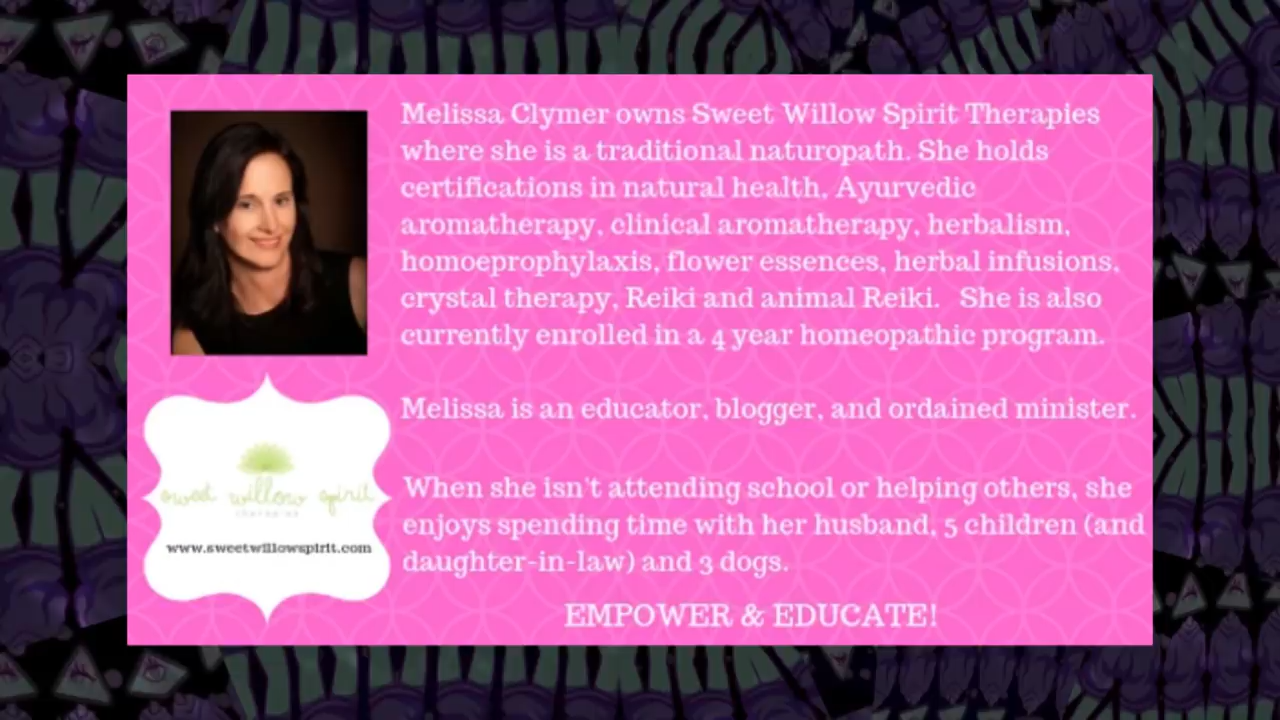 Melissa Clymer owns Sweet Willow Spirit Therapies
where she is a traditional naturopath. She holds
certifications in natural health, Ayurvedic
aromatherapy, clinical aromatherapy, herbalism,
homoeprophylaxis, flower essences, herbal infusions,
crystal therapy, Reiki and animal Reiki. She is also
currently enrolled in a 4 year homeopathic program.
Melissa is an educator, blogger, and ordained minister.
When she isn't attending school or helping others, she
enjoys spending time with her husband, 5 children (and
daughter-in-law) and 3 dogs.
EMPOWER & EDUCATE!
sweet willow spirit
therapies
www.sweetwillowspirit.com